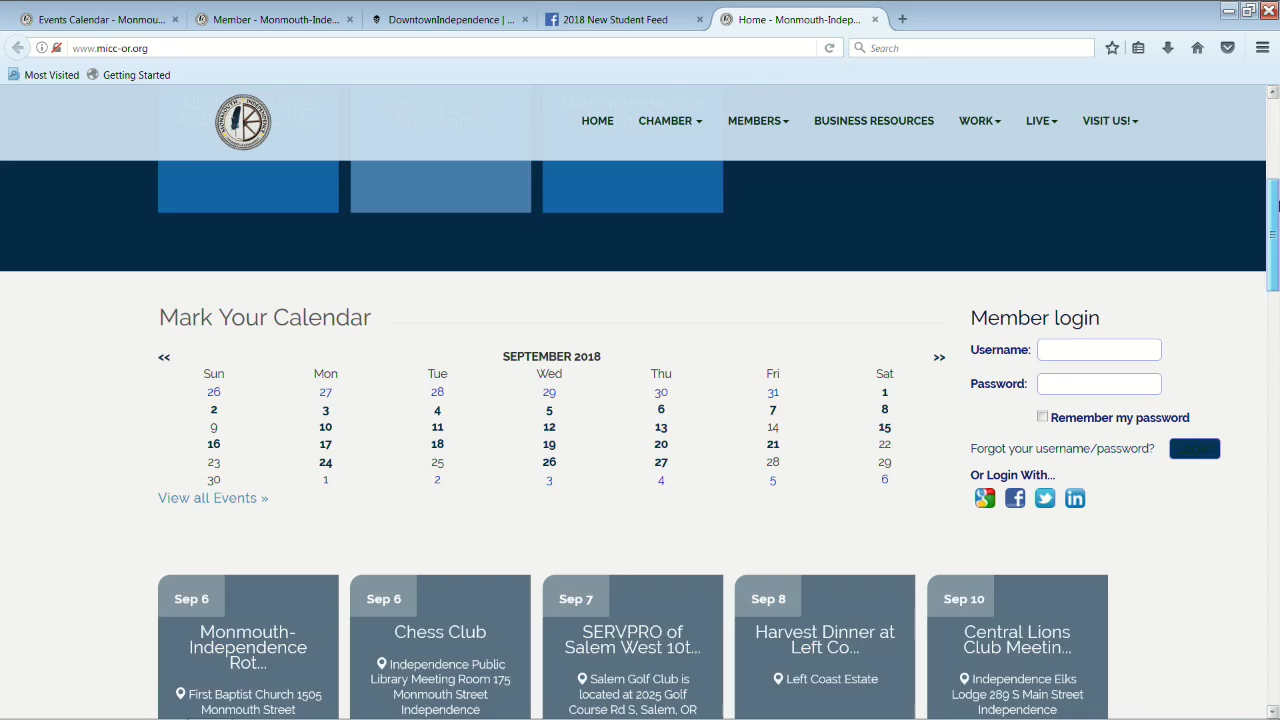 Events Calendar - Monmou... Member - Monmouth-Inde... DowntownIndependence | ... 2018 New Student Feed Home - Monmouth-Indep...
www.micc-or.org Search
Most Visited Getting Started
HOME CHAMBER MEMBERS BUSINESS RESOURCES WORK LIVE VISIT US!
Mark Your Calendar
<< SEPTEMBER 2018 >>
Sun Mon Tue Wed Thu Fri Sat
26 27 28 29 30 31 1
2 3 4 5 6 7 8
9 10 11 12 13 14 15
16 17 18 19 20 21 22
23 24 25 26 27 28 29
30 1 2 3 4 5 6
View all Events »
Member login
Username:
Password:
Remember my password
Forgot your username/password?
Or Login With...
Sep 6
Monmouth-
Independence
Rot...
First Baptist Church 1505
Monmouth Street
Sep 6
Chess Club
Independence Public
Library Meeting Room 175
Monmouth Street
Independence
Sep 7
SERVPRO of
Salem West 10t...
Salem Golf Club is
located at 2025 Golf
Course Rd S, Salem, OR
Sep 8
Harvest Dinner at
Left Co...
Left Coast Estate
Sep 10
Central Lions
Club Meetin...
Independence Elks
Lodge 289 S Main Street
Independence